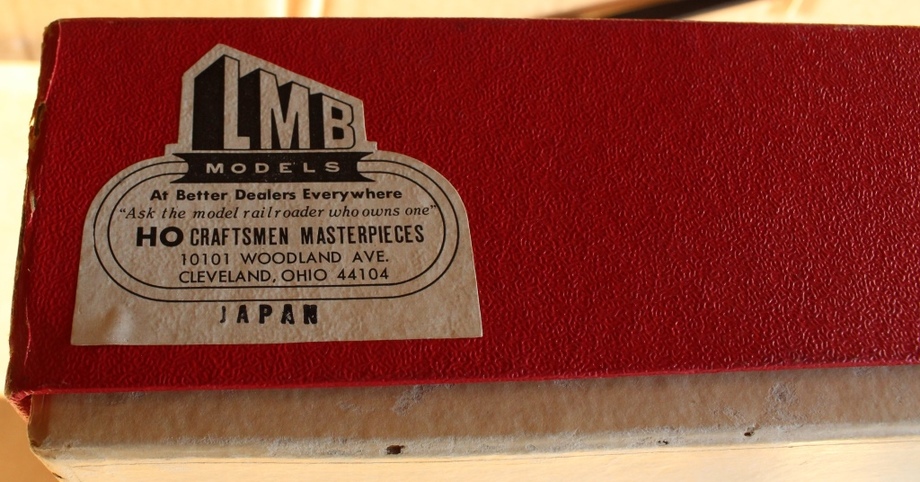 LMB
MODELS
At Better Dealers Everywhere
"Ask the model railroader who owns one"
HO CRAFTSMEN MASTERPIECES
10101 WOODLAND AVE.
CLEVELAND, OHIO 44104
JAPAN